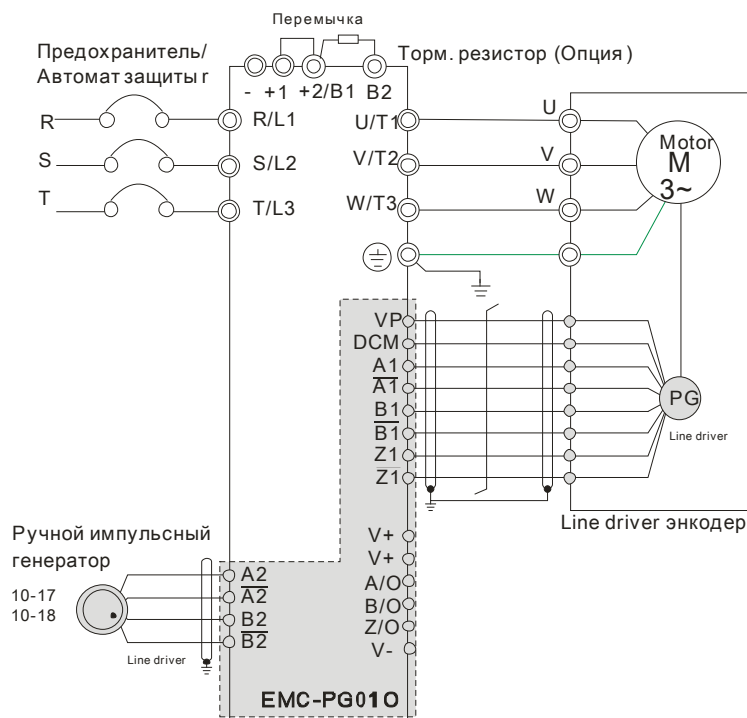 Перемычка
Предохранитель/
Автомат защиты r
Торм. резистор (Опция)
- +1 +2/B1 B2
R R/L1 U/T1 U
S S/L2 V/T2 V
T T/L3 W/T3 W
Motor
M
3~
VP
DCM
A1
A1
B1
B1
Z1
Z1
PG
Line driver
Line driver энкодер
Ручной импульсный
генератор
10-17
10-18
Line driver
A2
A2
B2
B2
V+
V+
A/O
B/O
Z/O
V-
EMC-PG01O